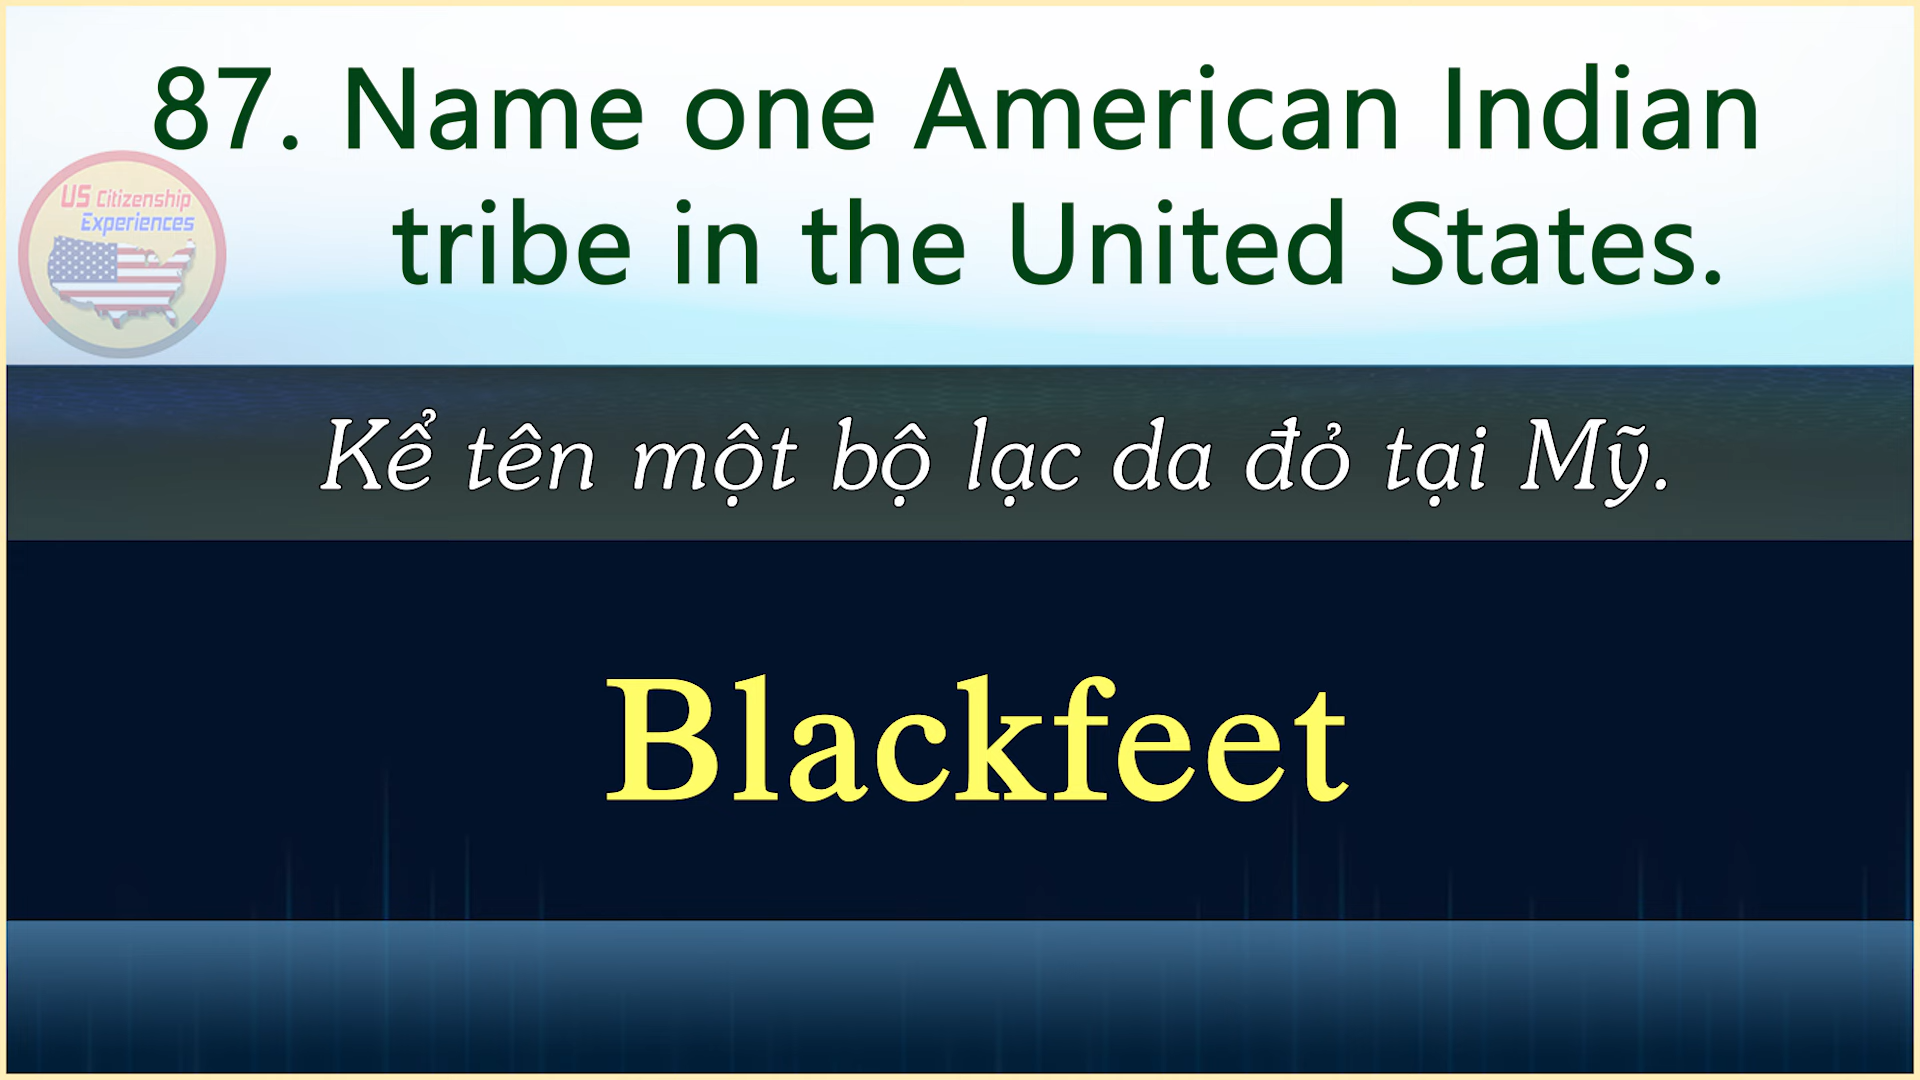 87. Name one American Indian
tribe in the United States.
US Citizenship
Experiences
Kể tên một bộ lạc da đỏ tại Mỹ.
Blackfeet